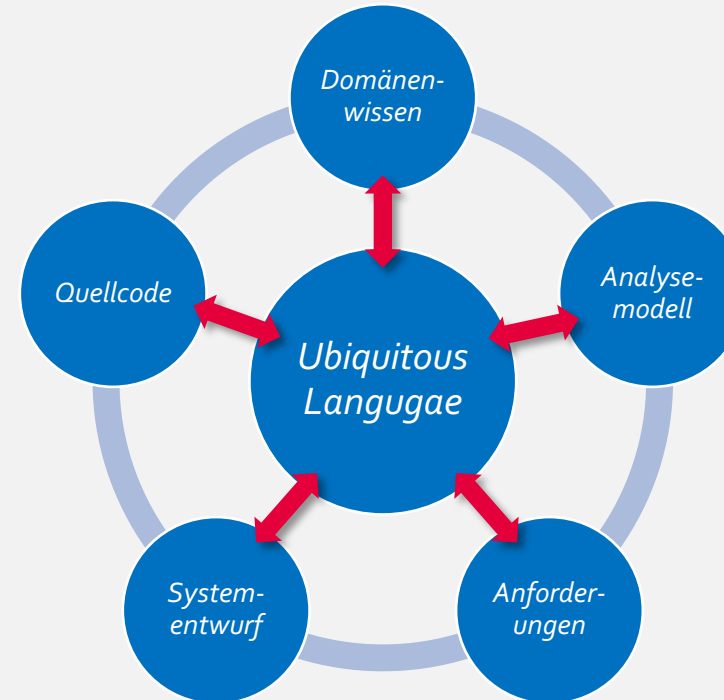 Domänen-
wissen
Analyse-
modell
Quellcode
Ubiquitous
Langugae
System-
entwurf
Anforder-
ungen